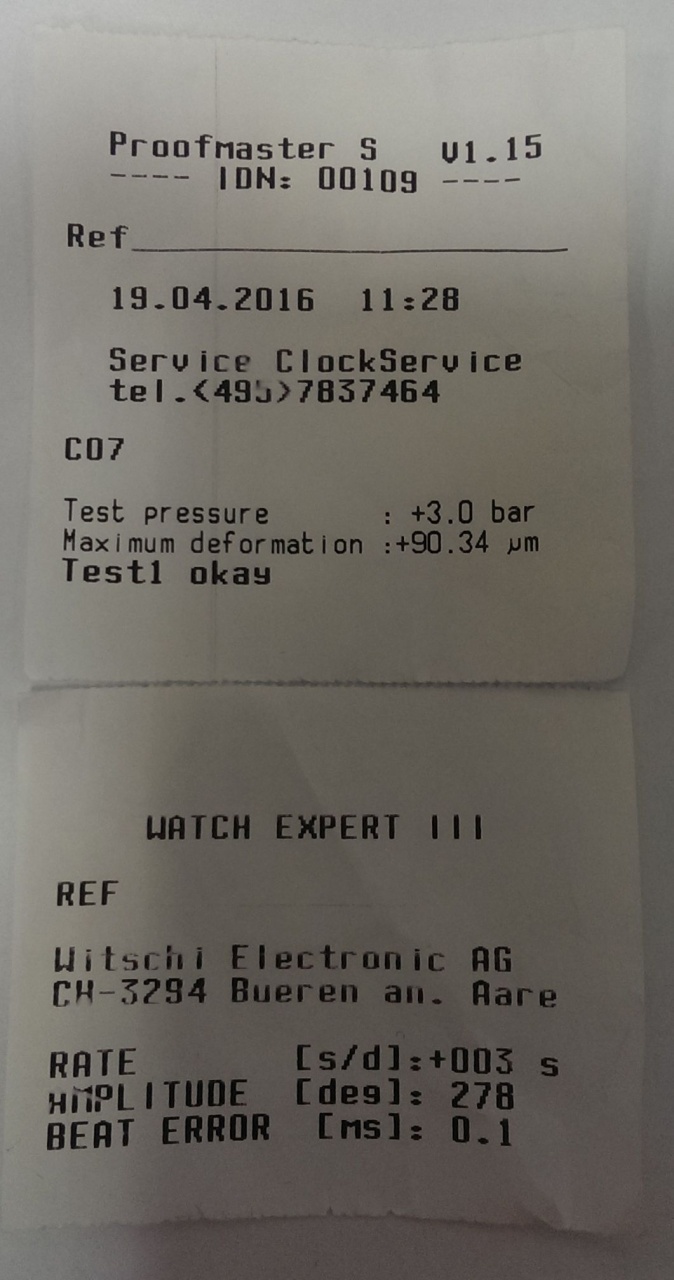 Proofmaster S V1.15
---- IDN: 00109 ----
Ref
19.04.2016 11:28
Service ClockService
tel.(495)7837464
C07
Test pressure : +3.0 bar
Maximum deformation :+90.34 µm
Test1 okay
WATCH EXPERT III
REF
Witschi Electronic AG
CH-3294 Bueren an. Aare
RATE [s/d]:+003 s
AMPLITUDE [deg]: 278
BEAT ERROR [ms]: 0.1